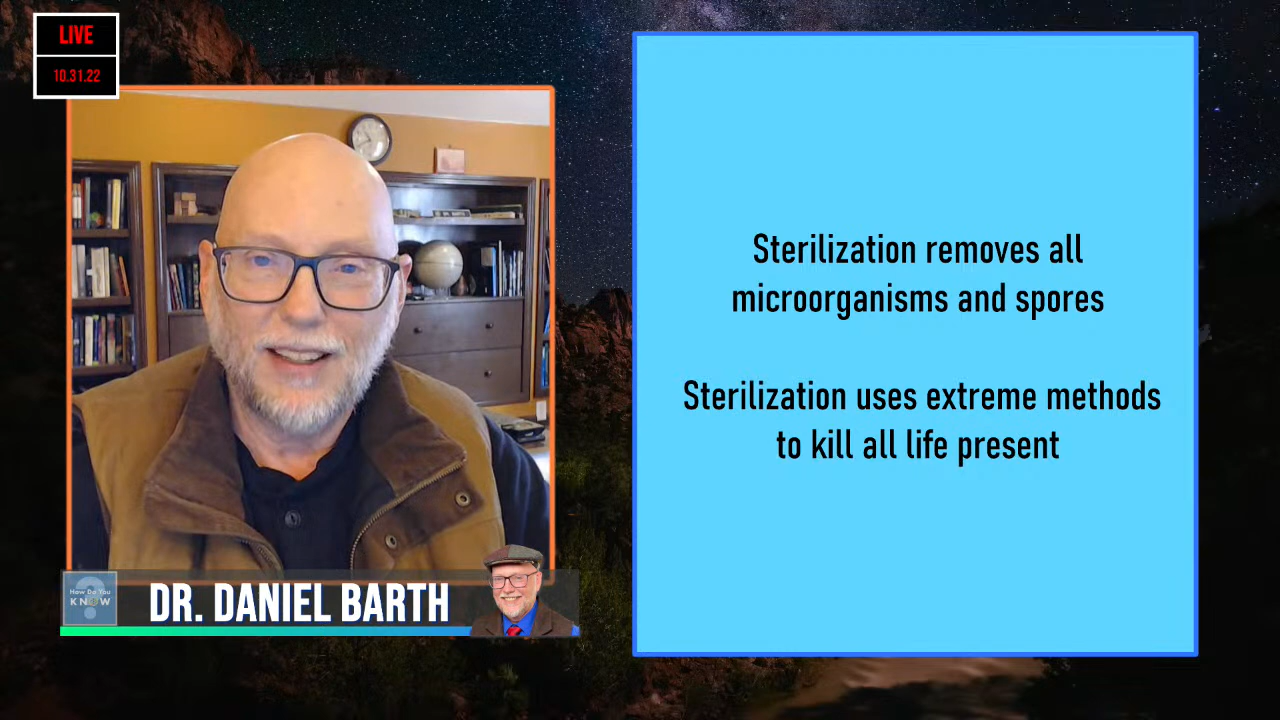 LIVE
10.31.22
Sterilization removes all
microorganisms and spores
Sterilization uses extreme methods
to kill all life present
How Do You
KNOW
?
DR. DANIEL BARTH